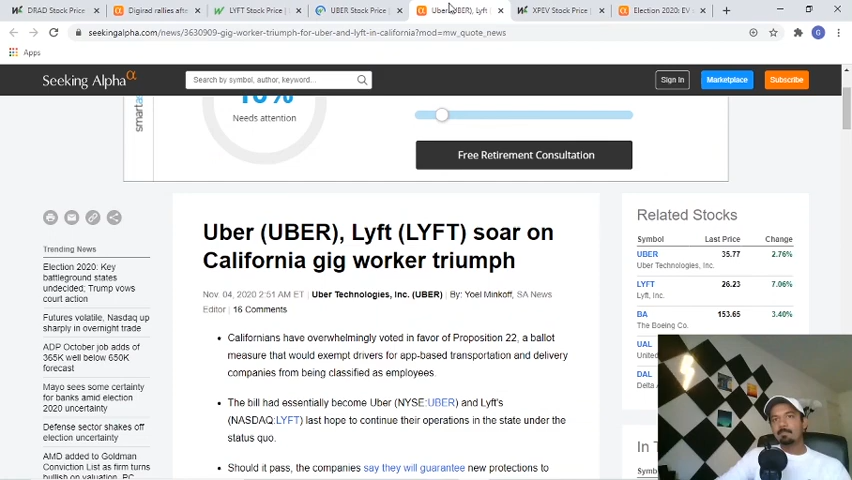 DRAD Stock Price
Digirad rallies afte
LYFT Stock Price |
UBER Stock Price |
Uber (UBER), Lyft
XPEV Stock Price
Election 2020: EV
seekingalpha.com/news/3630909-gig-worker-triumph-for-uber-and-lyft-in-california?mod=mw_quote_news
G
Apps
Seeking Alpha α
Search by symbol, author, keyword...
Sign In
Marketplace
Subscribe
Needs attention
Free Retirement Consultation
Trending News
Election 2020: Key
battleground states
undecided; Trump vows
court action
Futures volatile, Nasdaq up
sharply in overnight trade
ADP October job adds of
365K well below 650K
forecast
Mayo sees some certainty
for banks amid election
2020 uncertainty
Defense sector shakes off
election uncertainty
AMD added to Goldman
Conviction List as firm turns
bullish on valuation, PC
Uber (UBER), Lyft (LYFT) soar on
California gig worker triumph
Nov. 04, 2020 2:51 AM ET | Uber Technologies, Inc. (UBER) | By: Yoel Minkoff, SA News
Editor | 16 Comments
Californians have overwhelmingly voted in favor of Proposition 22, a ballot
measure that would exempt drivers for app-based transportation and delivery
companies from being classified as employees.
The bill had essentially become Uber (NYSE:UBER) and Lyft's
(NASDAQ:LYFT) last hope to continue their operations in the state under the
status quo.
Should it pass, the companies say they will guarantee new protections to
Related Stocks
Symbol Last Price Change
UBER 35.77 2.76%
Uber Technologies, Inc.
LYFT 26.23 7.06%
Lyft, Inc.
BA 153.65 3.40%
The Boeing Co.
UAL
United
DAL
Delta
In
Symbol